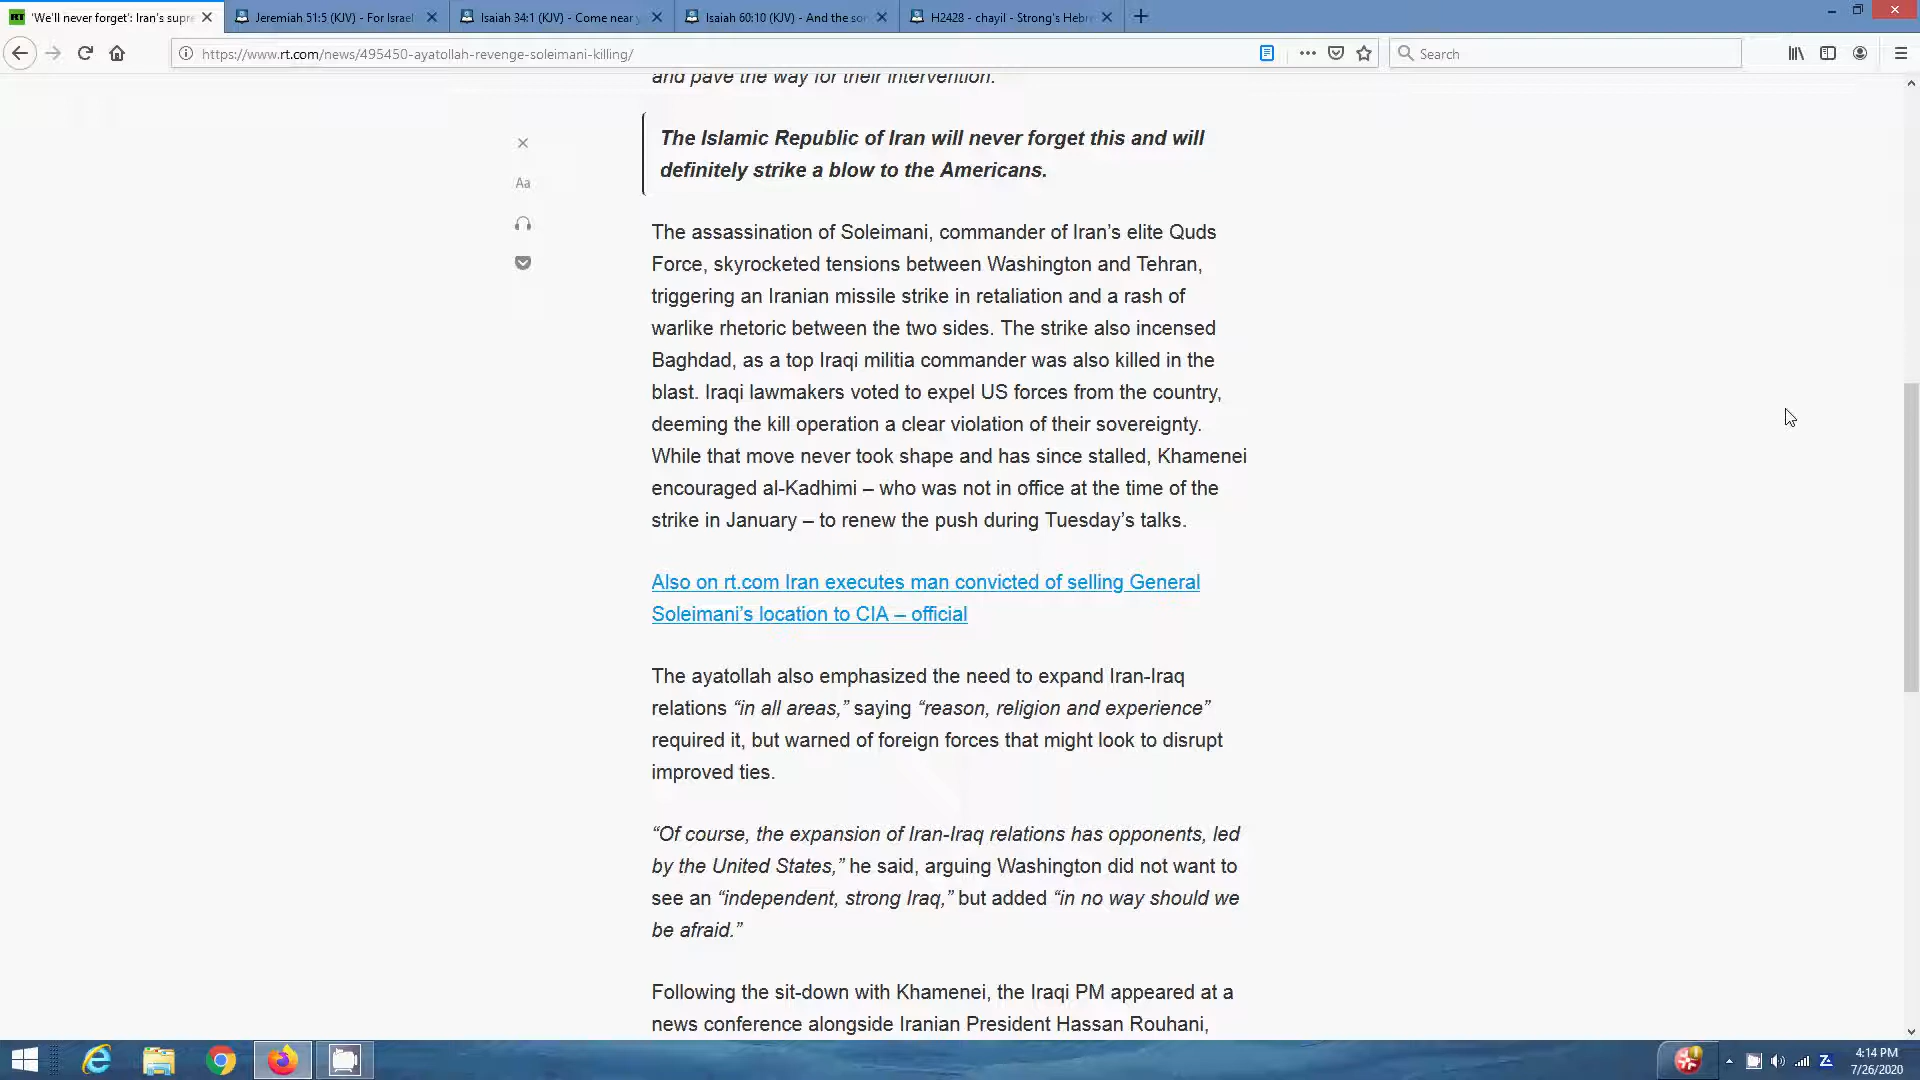 'We'll never forget': Iran's supre
Jeremiah 51:5 (KJV) - For Israel
Isaiah 34:1 (KJV) - Come near y
Isaiah 60:10 (KJV) - And the son
H2428 - chayil - Strong's Hebre
https://www.rt.com/news/495450-ayatollah-revenge-soleimani-killing/
Search
and pave the way for their intervention.
The Islamic Republic of Iran will never forget this and will
definitely strike a blow to the Americans.
Aa
The assassination of Soleimani, commander of Iran's elite Quds
Force, skyrocketed tensions between Washington and Tehran,
triggering an Iranian missile strike in retaliation and a rash of
warlike rhetoric between the two sides. The strike also incensed
Baghdad, as a top Iraqi militia commander was also killed in the
blast. Iraqi lawmakers voted to expel US forces from the country,
deeming the kill operation a clear violation of their sovereignty.
While that move never took shape and has since stalled, Khamenei
encouraged al-Kadhimi – who was not in office at the time of the
strike in January – to renew the push during Tuesday's talks.
Also on rt.com Iran executes man convicted of selling General
Soleimani's location to CIA – official
The ayatollah also emphasized the need to expand Iran-Iraq
relations “in all areas,” saying “reason, religion and experience”
required it, but warned of foreign forces that might look to disrupt
improved ties.
“Of course, the expansion of Iran-Iraq relations has opponents, led
by the United States,” he said, arguing Washington did not want to
see an “independent, strong Iraq,” but added “in no way should we
be afraid.”
Following the sit-down with Khamenei, the Iraqi PM appeared at a
news conference alongside Iranian President Hassan Rouhani,
4:14 PM
7/26/2020